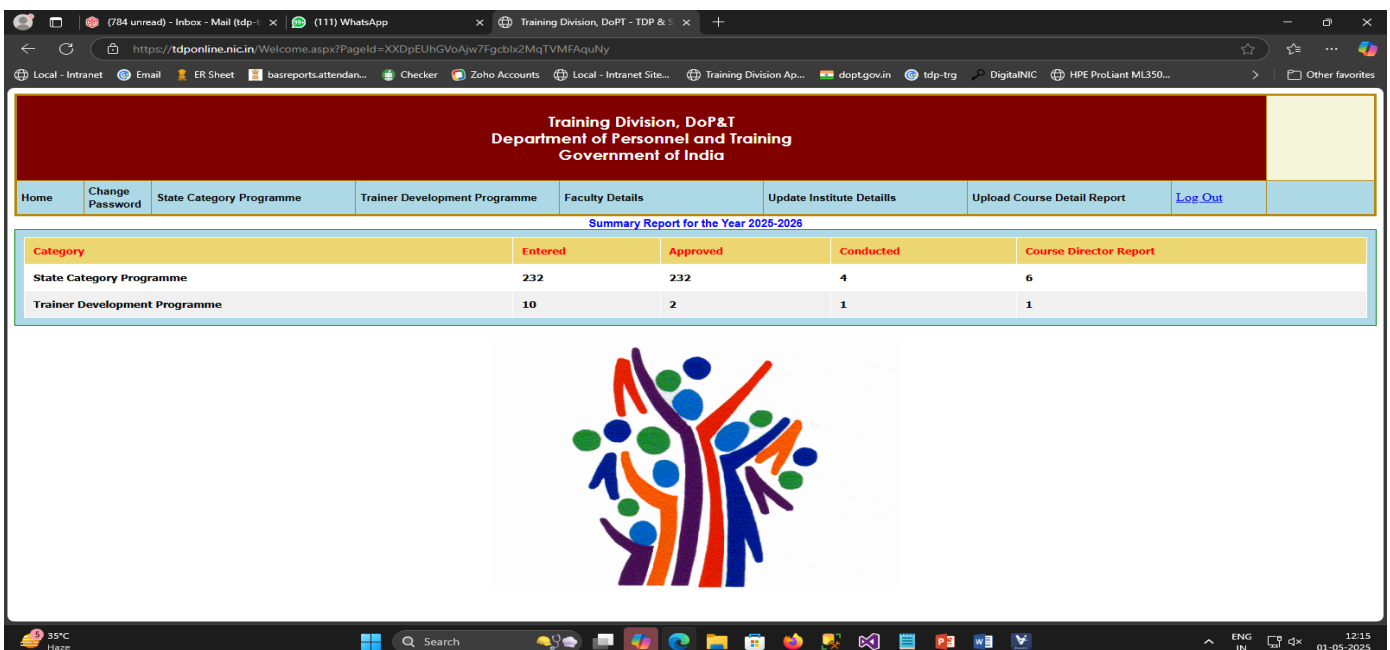 (784 unread) - Inbox - Mail (tdp-t
(111) WhatsApp
Training Division, DoPT - TDP & S
https://tdponline.nic.in/Welcome.aspx?PageId=XXDpEUhGVoAjw7Fgcblx2MqTVMFAquNy
Local - Intranet Email ER Sheet basreports.attendan... Checker Zoho Accounts Local - Intranet Site... Training Division Ap... dopt.gov.in tdp-trg DigitalNIC HPE ProLiant ML350... Other favorites
Training Division, DoP&T
Department of Personnel and Training
Government of India
Home Change Password State Category Programme Trainer Development Programme Faculty Details Update Institute Detaills Upload Course Detail Report Log Out
Summary Report for the Year 2025-2026
Category Entered Approved Conducted Course Director Report
State Category Programme 232 232 4 6
Trainer Development Programme 10 2 1 1
5 35°C
Haze
Search
ENG
IN
12:15
01-05-2025